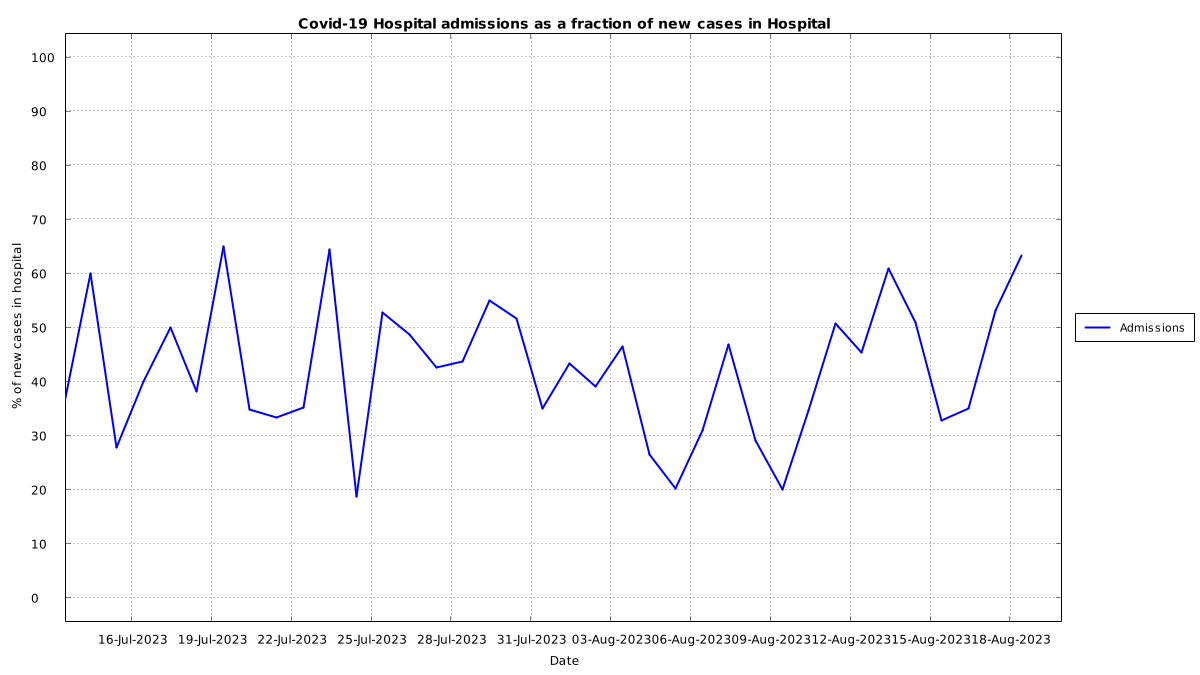 Covid-19 Hospital admissions as a fraction of new cases in Hospital
100
90
80
70
60
50
40
30
20
10
0
% of new cases in hospital
Admissions
16-Jul-2023 19-Jul-2023 22-Jul-2023 25-Jul-2023 28-Jul-2023 31-Jul-2023 03-Aug-2023 06-Aug-2023 09-Aug-2023 12-Aug-2023 15-Aug-2023 18-Aug-2023
Date